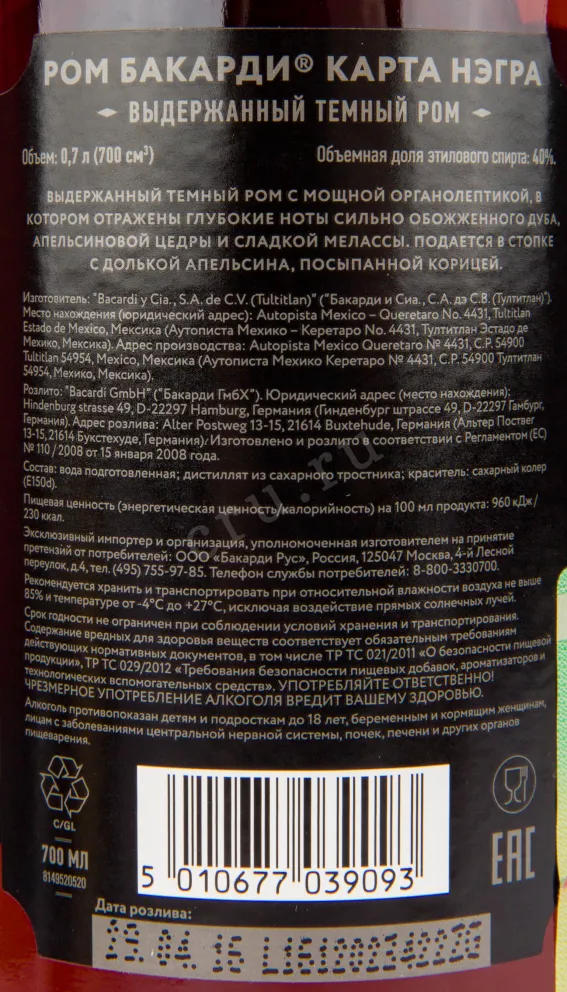 РОМ БАКАРДИ® КАРТА НЭГРА
ВЫДЕРЖАННЫЙ ТЕМНЫЙ РОМ
Объем: 0,7 л (700 см³) Объемная доля этилового спирта: 40%.
ВЫДЕРЖАННЫЙ ТЕМНЫЙ РОМ С МОЩНОЙ ОРГАНОЛЕПТИКОЙ, В
КОТОРОМ ОТРАЖЕНЫ ГЛУБОКИЕ НОТЫ СИЛЬНО ОБОЖЖЕННОГО ДУБА,
АПЕЛЬСИНОВОЙ ЦЕДРЫ И СЛАДКОЙ МЕЛАССЫ. ПОДАЕТСЯ В СТОПКЕ
С ДОЛЬКОЙ АПЕЛЬСИНА, ПОСЫПАННОЙ КОРИЦЕЙ.
Изготовитель: "Bacardi y Cia., S.A. de C.V. (Tultitlan)" ("Бакарди и Сиа., С.А. дэ С.В. (Тултитлан)").
Место нахождения (юридический адрес): Autopista Mexico – Queretaro No. 4431, Tultitlan
Estado de Mexico, Мексика (Аутописта Мехико – Керетаро No. 4431, Тултитлан Эстадо де
Мехико, Мексика). Адрес производства: Autopista Mexico Queretaro № 4431, C.P. 54900
Tultitlan 54954, Mexico, Мексика (Аутописта Мехико Керетаро № 4431, С.Р. 54900 Тултитлан
54954, Мехико, Мексика).
Розлито: "Bacardi GmbH" ("Бакарди ГмбХ"). Юридический адрес (место нахождения):
Hindenburg strasse 49, D-22297 Hamburg, Германия (Гинденбург штрассе 49, D-22297 Гамбург,
Германия). Адрес розлива: Alter Postweg 13-15, 21614 Buxtehude, Германия (Альтер Поствег
13-15, 21614 Букстехуде, Германия). Изготовлено и розлито в соответствии с Регламентом (ЕС)
№ 110/2008 от 15 января 2008 года.
Состав: вода подготовленная; дистиллят из сахарного тростника; краситель: сахарный колер
(E150d).
Пищевая ценность (энергетическая ценность/калорийность) на 100 мл продукта: 960 кДж/
230 ккал.
Эксклюзивный импортер и организация, уполномоченная изготовителем на принятие
претензий от потребителей: ООО «Бакарди Рус», Россия, 125047 Москва, 4-й Лесной
переулок, д.4, тел. (495) 755-97-85. Телефон службы потребителей: 8-800-3330700.
Рекомендуется хранить и транспортировать при относительной влажности воздуха не выше
85% и температуре от -4°C до +27°C, исключая воздействие прямых солнечных лучей.
Срок годности не ограничен при соблюдении условий хранения и транспортирования.
Содержание вредных для здоровья веществ соответствует обязательным требованиям
действующих нормативных документов, в том числе ТР ТС 021/2011 «О безопасности пищевой
продукции», ТР ТС 029/2012 «Требования безопасности пищевых добавок, ароматизаторов и
технологических вспомогательных средств». УПОТРЕБЛЯЙТЕ ОТВЕТСТВЕННО!
ЧРЕЗМЕРНОЕ УПОТРЕБЛЕНИЕ АЛКОГОЛЯ ВРЕДИТ ВАШЕМУ ЗДОРОВЬЮ.
Алкоголь противопоказан детям и подросткам до 18 лет, беременным и кормящим женщинам,
лицам с заболеваниями центральной нервной системы, почек, печени и других органов
пищеварения.
C/GL
700 МЛ
8149520520
5 010677 039093
EAC
Дата розлива:
29.04.15